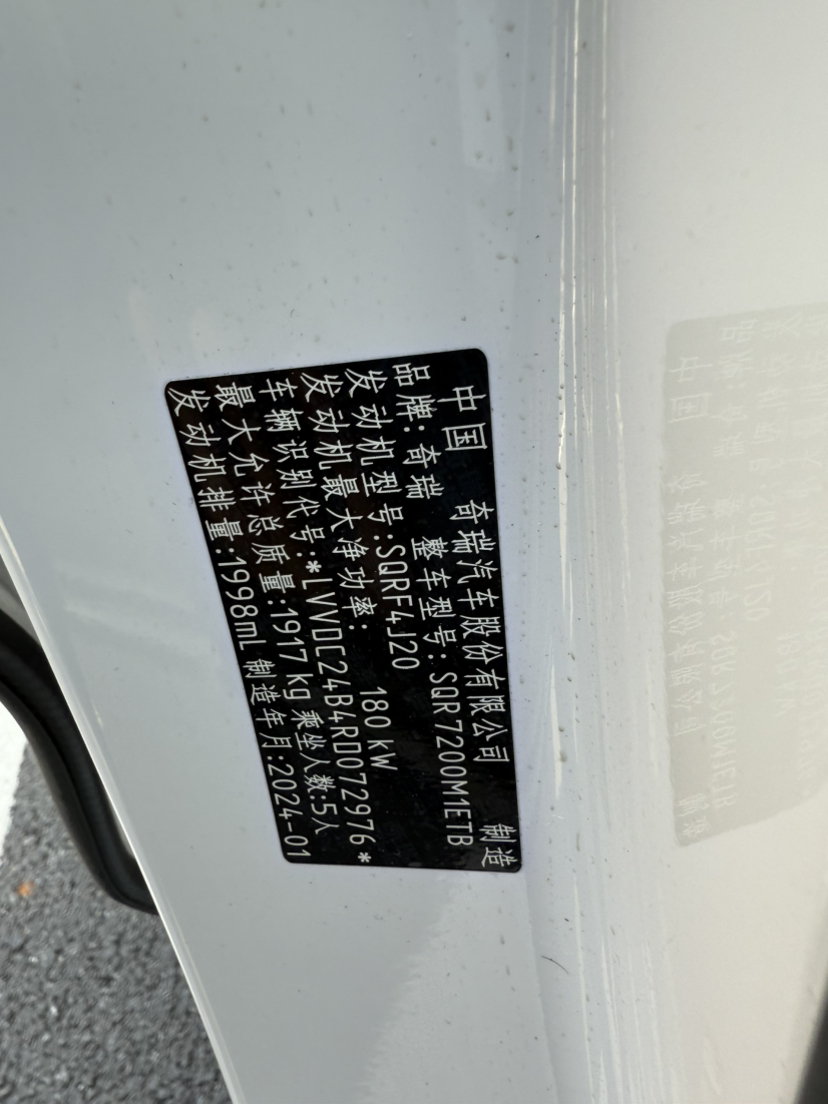 中国 奇瑞汽车股份有限公司 制造
品牌:奇瑞 整车型号:SQR7200M1ETB
发动机型号:SQRF4J20
发动机最大净功率: 180 kW
车辆识别代号:*LVVDC24B4RD072976*
最大允许总质量:1917 kg 乘坐人数:5人
发动机排量:1998ml 制造年月:2024-01